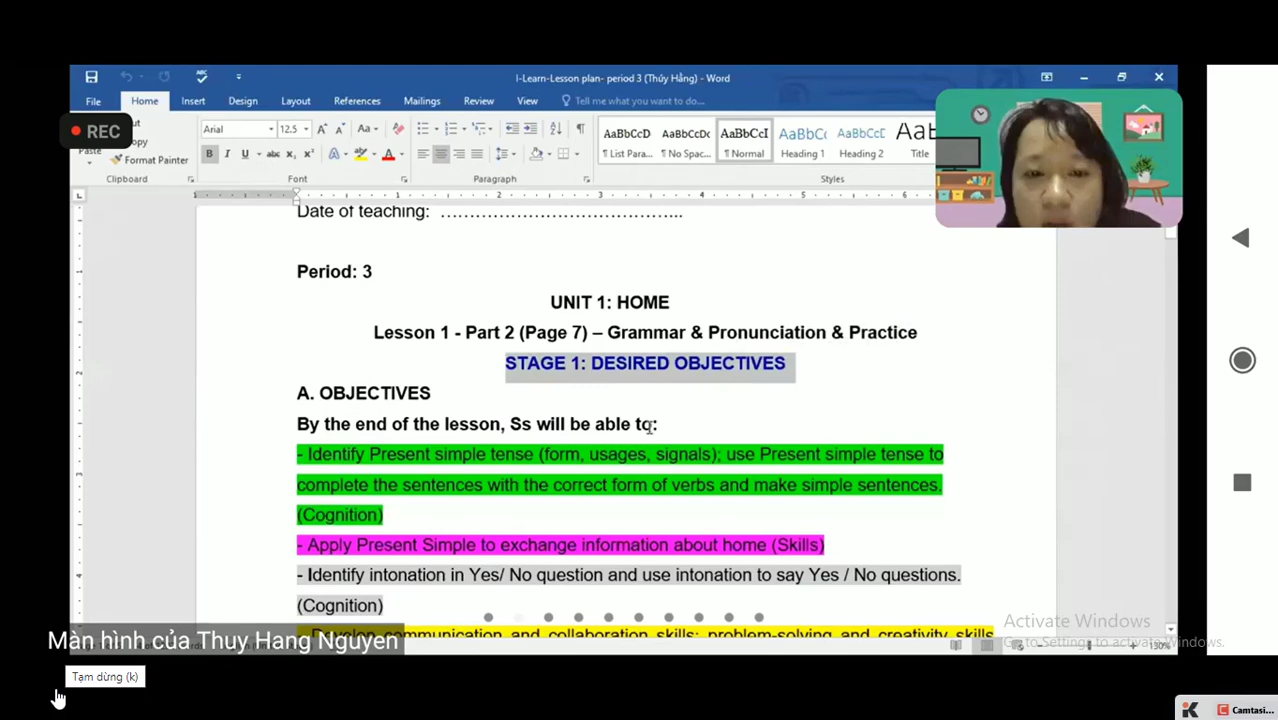 I-Learn-Lesson plan- period 3 (Thúy Hằng) - Word
File Home Insert Design Layout References Mailings Review View Tell me what you want to do...
REC
Arial 12.5
Format Painter
Clipboard Font Paragraph Styles
AaBbCcD AaBbCcDc AaBbCcI AaBbC AaBbCcE AaB
¶ List Para... ¶ No Spac... ¶ Normal Heading 1 Heading 2 Title
Date of teaching: ……………………………………...
Period: 3
UNIT 1: HOME
Lesson 1 - Part 2 (Page 7) – Grammar & Pronunciation & Practice
STAGE 1: DESIRED OBJECTIVES
A. OBJECTIVES
By the end of the lesson, Ss will be able to:
- Identify Present simple tense (form, usages, signals); use Present simple tense to
complete the sentences with the correct form of verbs and make simple sentences.
(Cognition)
- Apply Present Simple to exchange information about home (Skills)
- Identify intonation in Yes/ No question and use intonation to say Yes / No questions.
(Cognition)
- Develop communication and collaboration skills; problem-solving and creativity skills
Activate Windows
Go to Settings to activate Windows.
130%
Màn hình của Thuy Hang Nguyen
Tạm dừng (k)
Camtasi...